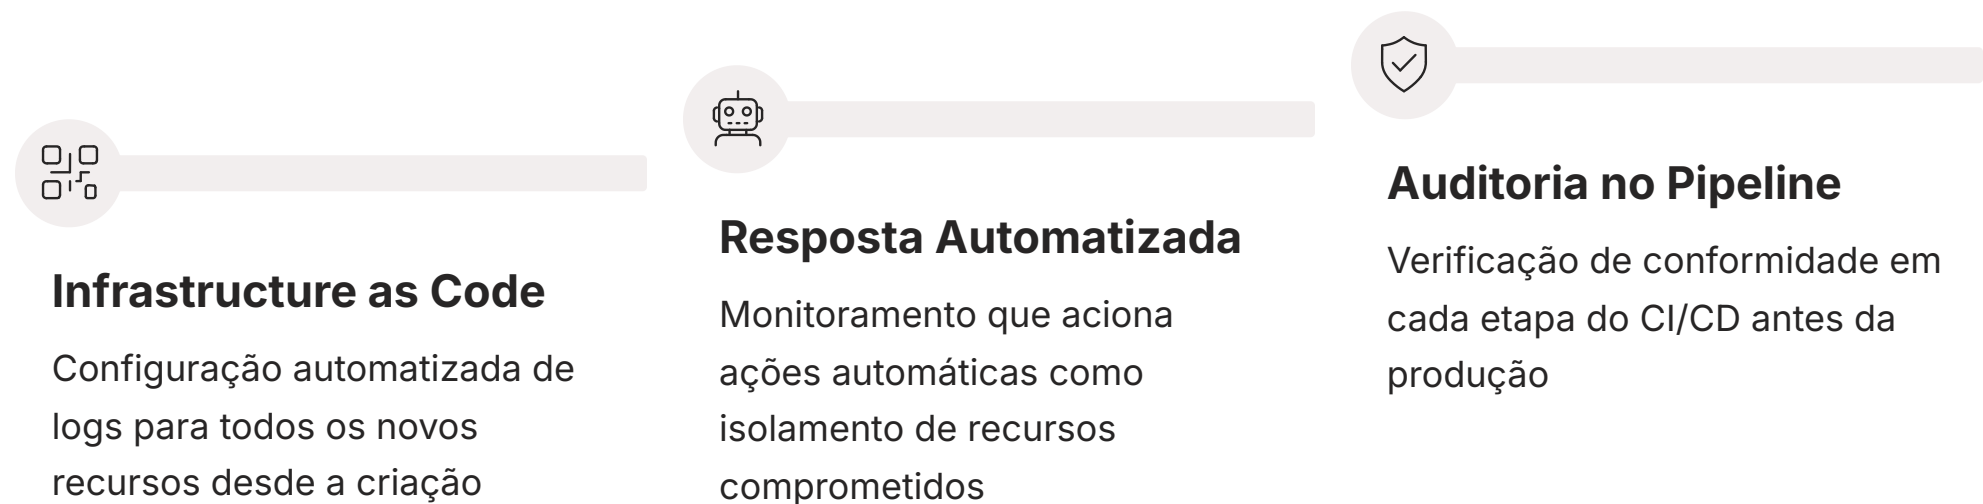 Infrastructure as Code
Configuração automatizada de
logs para todos os novos
recursos desde a criação
Resposta Automatizada
Monitoramento que aciona
ações automáticas como
isolamento de recursos
comprometidos
Auditoria no Pipeline
Verificação de conformidade em
cada etapa do CI/CD antes da
produção